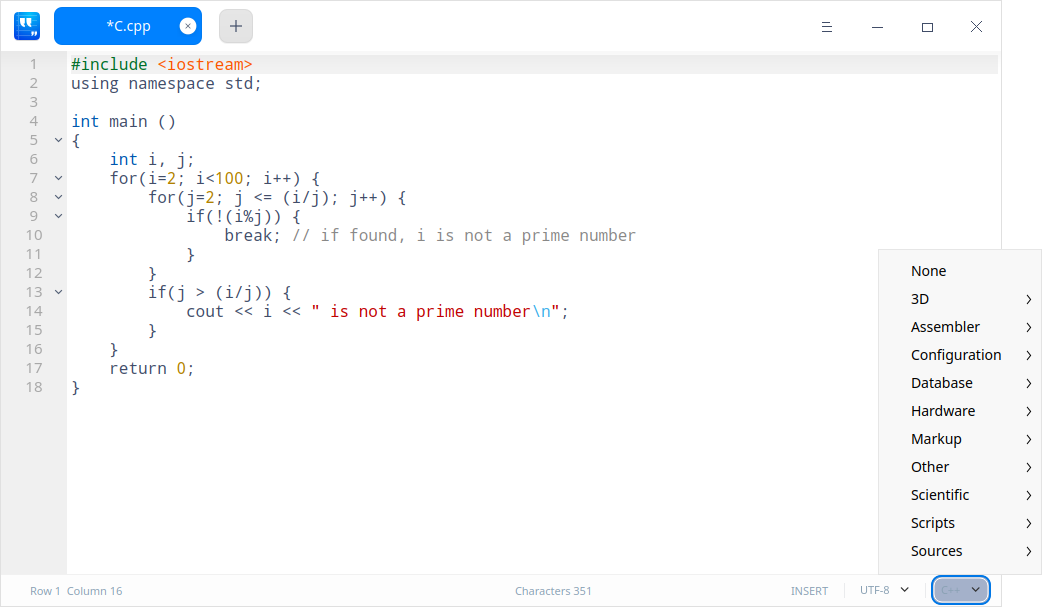 *C.cpp
1 #include <iostream>
2 using namespace std;
3
4 int main ()
5 {
6     int i, j;
7     for(i=2; i<100; i++) {
8         for(j=2; j <= (i/j); j++) {
9             if(!(i%j)) {
10                 break; // if found, i is not a prime number
11             }
12         }
13         if(j > (i/j)) {
14             cout << i << " is not a prime number\n";
15         }
16     }
17     return 0;
18 }
None
3D
Assembler
Configuration
Database
Hardware
Markup
Other
Scientific
Scripts
Sources
Row 1 Column 16 Characters 351 INSERT UTF-8 C++